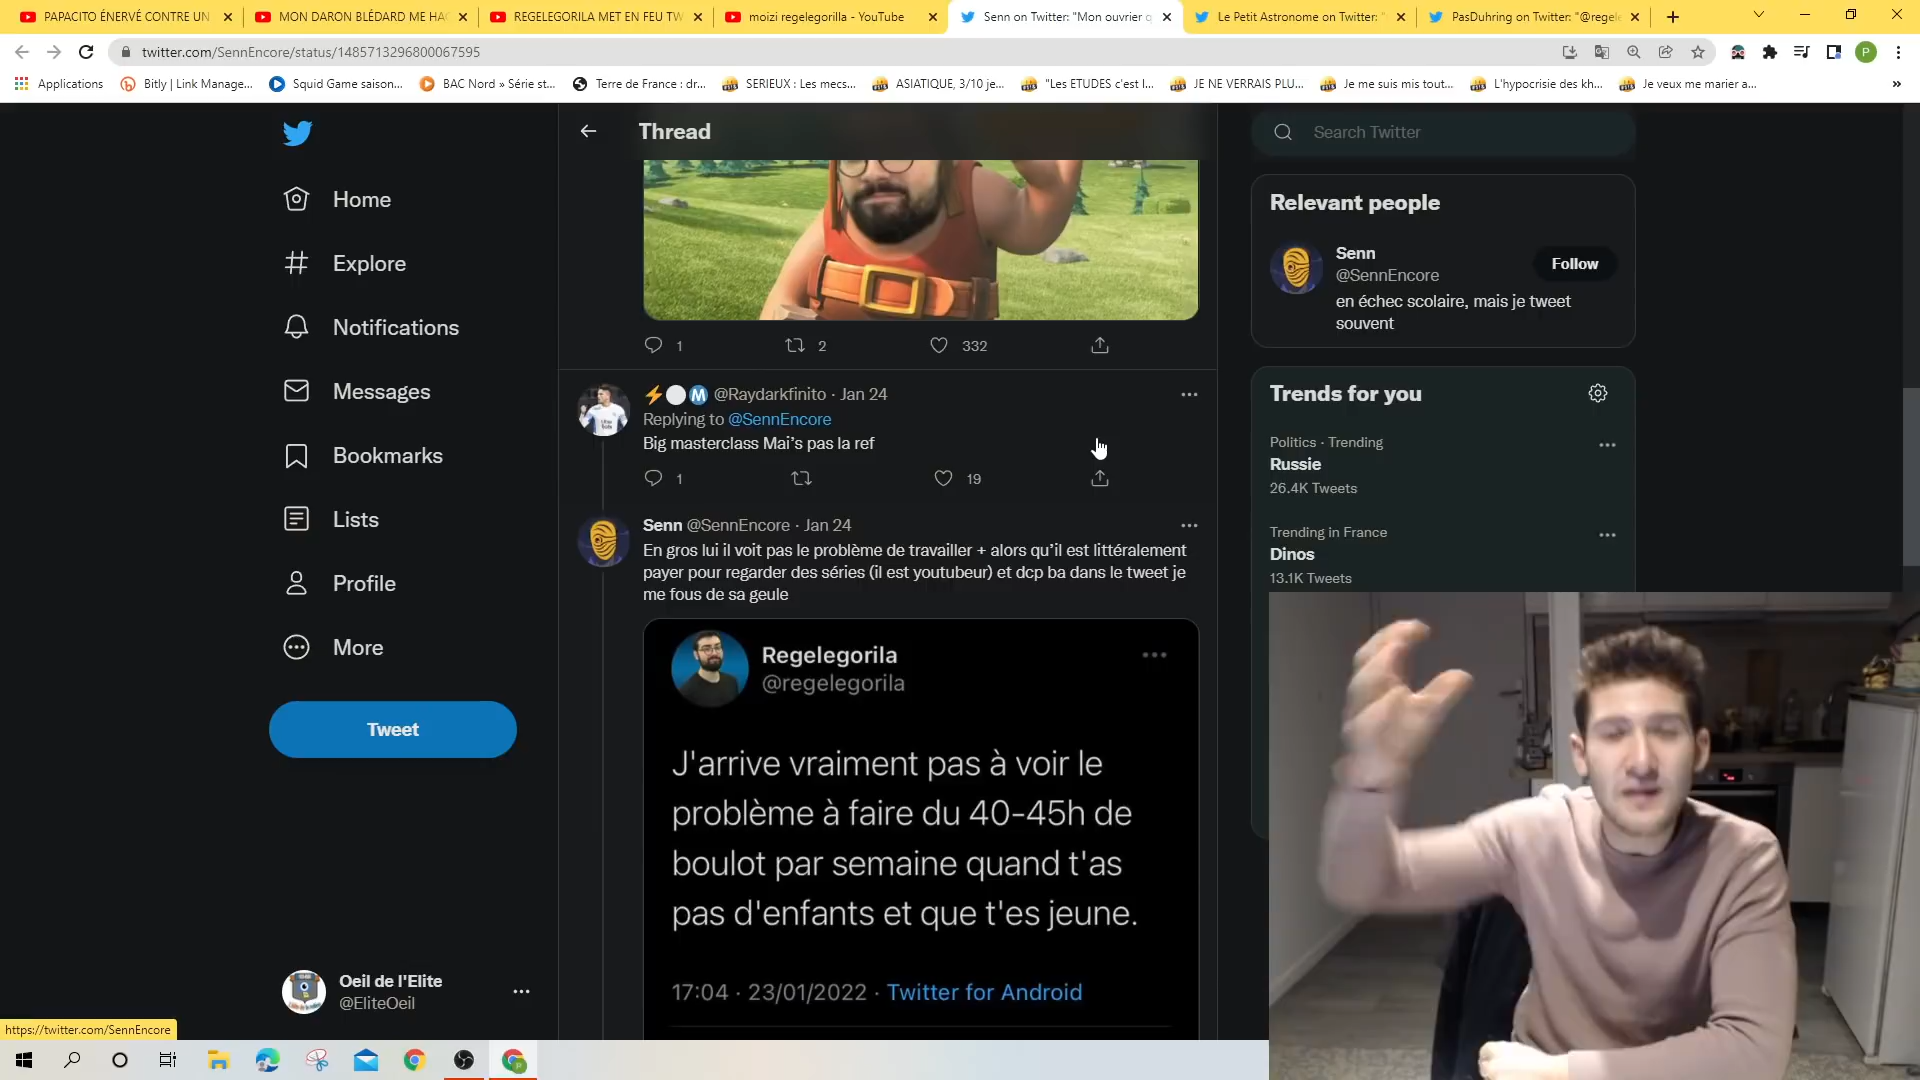 PAPACITO ÉNERVÉ CONTRE UN
MON DARON BLÉDARD ME HA
REGELEGORILA MET EN FEU TW
moizi regelegorilla - YouTube
Senn on Twitter: "Mon ouvrier q
Le Petit Astronome on Twitter: "
PasDuhring on Twitter: "@regele
twitter.com/SennEncore/status/1485713296800067595
P
Applications
Bitly | Link Manage...
Squid Game saison...
BAC Nord » Série st...
Terre de France : dr...
SERIEUX : Les mecs...
ASIATIQUE, 3/10 je...
"Les ETUDES c'est l...
JE NE VERRAIS PLU...
Je me suis mis tout...
L'hypocrisie des kh...
Je veux me marier a...
»
Home
Explore
Notifications
Messages
Bookmarks
Lists
Profile
More
Tweet
Oeil de l'Elite
@EliteOeil
https://twitter.com/SennEncore
Thread
1
2
332
M @Raydarkfinito · Jan 24
Replying to @SennEncore
Big masterclass Mai's pas la ref
1
19
Senn @SennEncore · Jan 24
En gros lui il voit pas le problème de travailler + alors qu'il est littéralement
payer pour regarder des séries (il est youtubeur) et dcp ba dans le tweet je
me fous de sa geule
Regelegorila
@regelegorila
J'arrive vraiment pas à voir le
problème à faire du 40-45h de
boulot par semaine quand t'as
pas d'enfants et que t'es jeune.
17:04 · 23/01/2022 · Twitter for Android
Search Twitter
Relevant people
Senn
@SennEncore
Follow
en échec scolaire, mais je tweet
souvent
Trends for you
Politics · Trending
Russie
26.4K Tweets
Trending in France
Dinos
13.1K Tweets